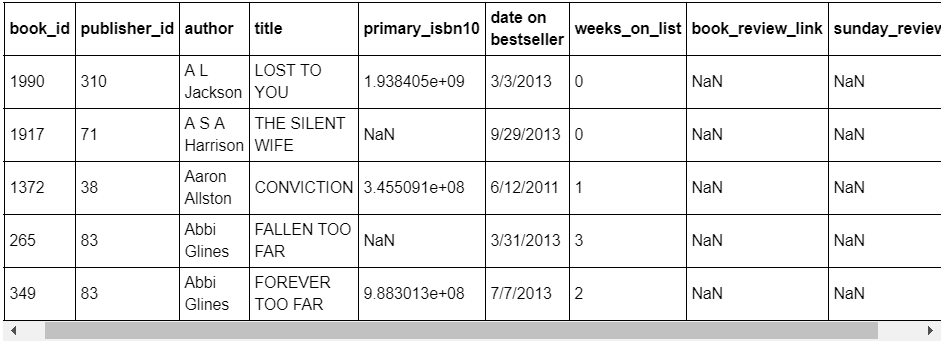 book_id publisher_id author title primary_isbn10 date on bestseller weeks_on_list book_review_link sunday_review
1990 310 A L Jackson LOST TO YOU 1.938405e+09 3/3/2013 0 NaN NaN
1917 71 A S A Harrison THE SILENT WIFE NaN 9/29/2013 0 NaN NaN
1372 38 Aaron Allston CONVICTION 3.455091e+08 6/12/2011 1 NaN NaN
265 83 Abbi Glines FALLEN TOO FAR NaN 3/31/2013 3 NaN NaN
349 83 Abbi Glines FOREVER TOO FAR 9.883013e+08 7/7/2013 2 NaN NaN